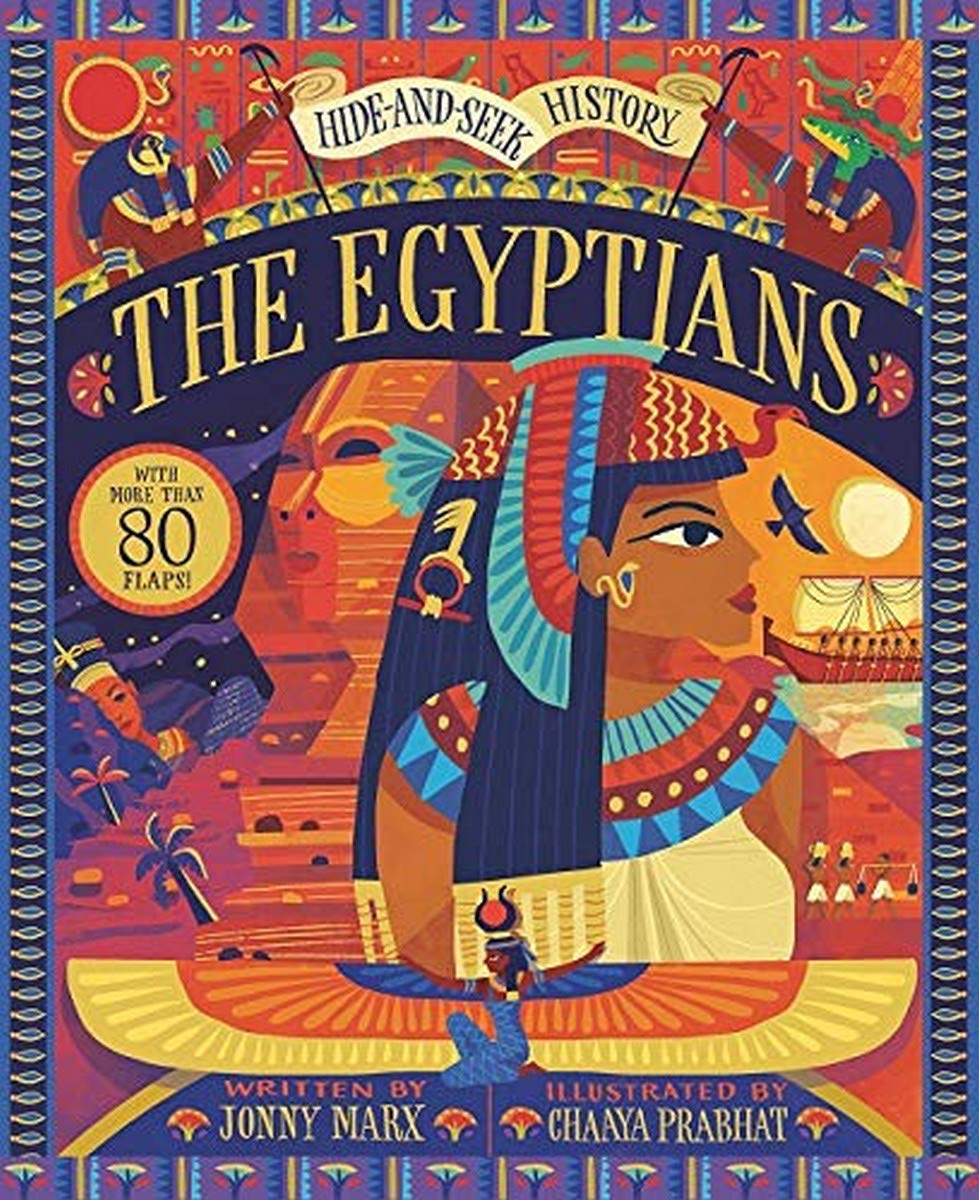 HIDE-AND-SEEK HISTORY
THE EGYPTIANS
WITH
MORE THAN
80
FLAPS!
WRITTEN BY
JONNY MARX
ILLUSTRATED BY
CHAAYA PRABHAT